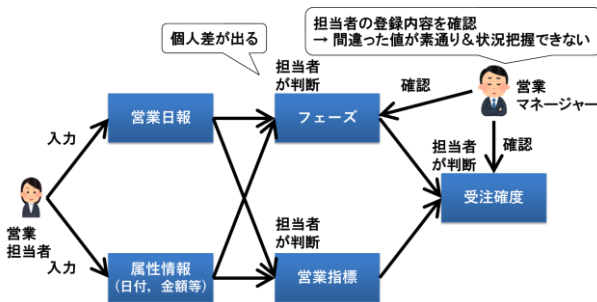 担当者の登録内容を確認
→ 間違った値が素通り＆状況把握できない
個人差が出る
担当者
が判断
確認
営業
マネージャー
営業日報
フェーズ
入力
担当者
が判断
確認
受注確度
営業
担当者
入力
担当者
が判断
属性情報
(日付，金額等)
営業指標